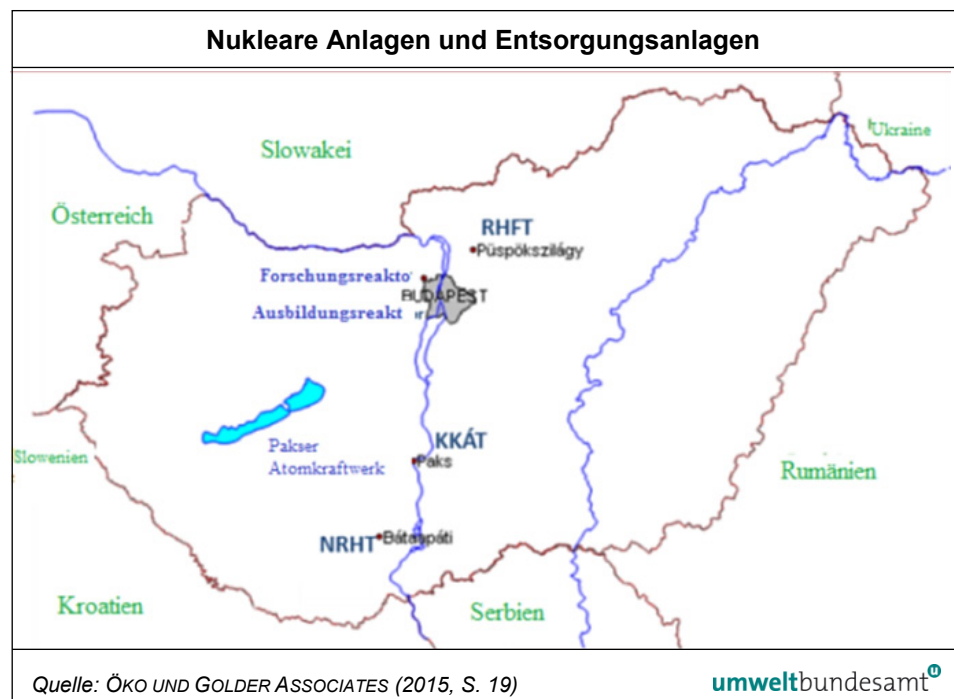 Nukleare Anlagen und Entsorgungsanlagen
Ukraine
Slowakei
Österreich
RHFT
Püspökszilágy
Forschungsreakto
BUDAPEST
Ausbildungsreakt
r
KKÁT
Pakser
Atomkraftwerk
Paks
Slowenien
Rumänien
NRHT
Bátaapáti
Kroatien
Serbien
Quelle: ÖKO UND GOLDER ASSOCIATES (2015, S. 19)
umweltbundesamt